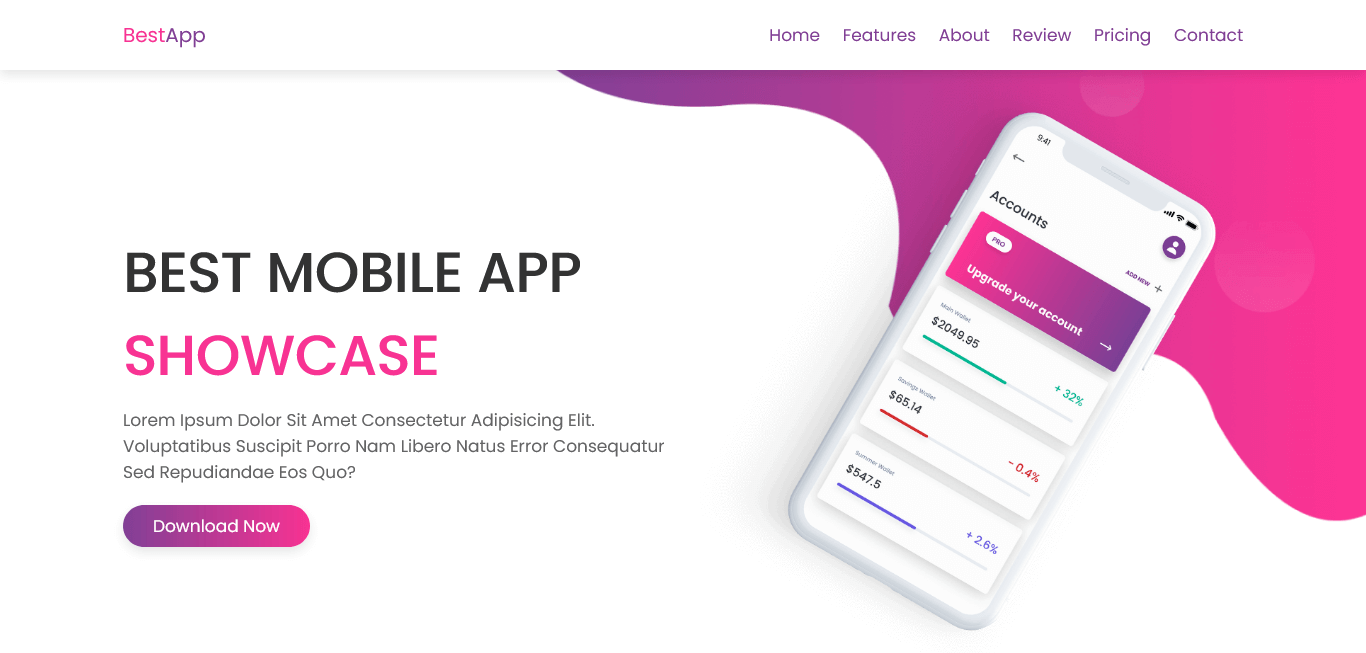 BestApp
Home Features About Review Pricing Contact
BEST MOBILE APP
SHOWCASE
Lorem Ipsum Dolor Sit Amet Consectetur Adipisicing Elit.
Voluptatibus Suscipit Porro Nam Libero Natus Error Consequatur
Sed Repudiandae Eos Quo?
Download Now
9:41
Accounts
ADD NEW +
PRO
Upgrade your account
Main Wallet
$2049.95
+ 32%
Savings Wallet
$65.14
- 0.4%
Summer Wallet
$547.5
+ 2.6%